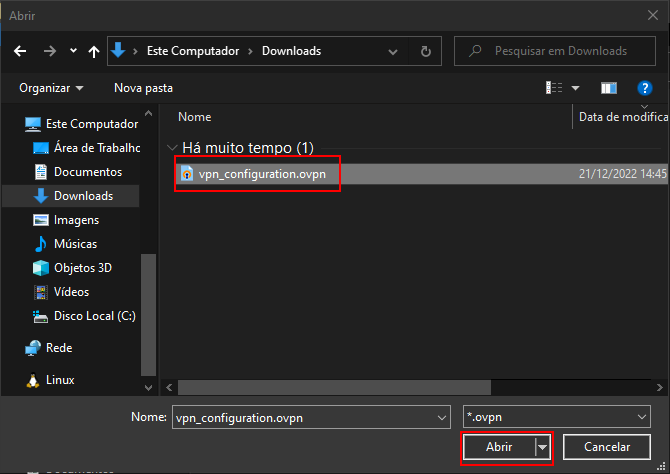 Abrir
Este Computador
Downloads
Pesquisar em Downloads
Organizar
Nova pasta
?
Este Computador
Área de Trabalho
Documentos
Downloads
Imagens
Músicas
Objetos 3D
Vídeos
Disco Local (C:)
Rede
Linux
Nome
Data de modifica
Há muito tempo (1)
vpn_configuration.ovpn
21/12/2022 14:45
Nome:
vpn_configuration.ovpn
*.ovpn
Abrir
Cancelar